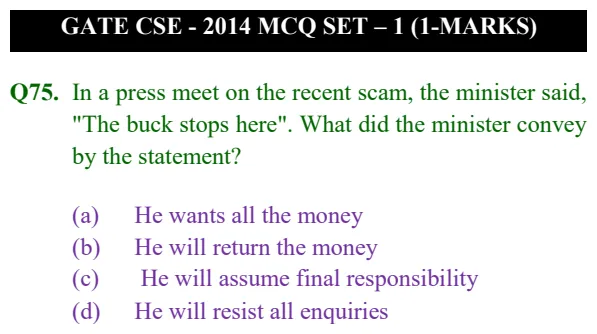 GATE CSE - 2014 MCQ SET – 1 (1-MARKS)
Q75. In a press meet on the recent scam, the minister said,
"The buck stops here". What did the minister convey
by the statement?
(a) He wants all the money
(b) He will return the money
(c) He will assume final responsibility
(d) He will resist all enquiries